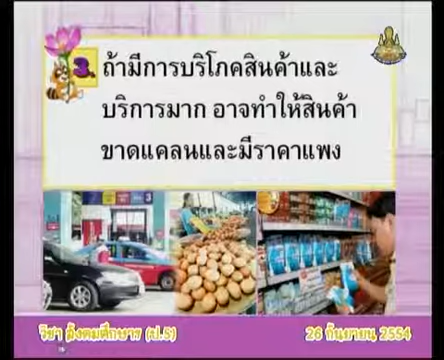 3. ถ้ามีการบริโภคสินค้าและ
บริการมาก อาจทำให้สินค้า
ขาดแคลนและมีราคาแพง
วิชา สังคมศึกษาฯ (ป.5)
26 กันยายน 2554